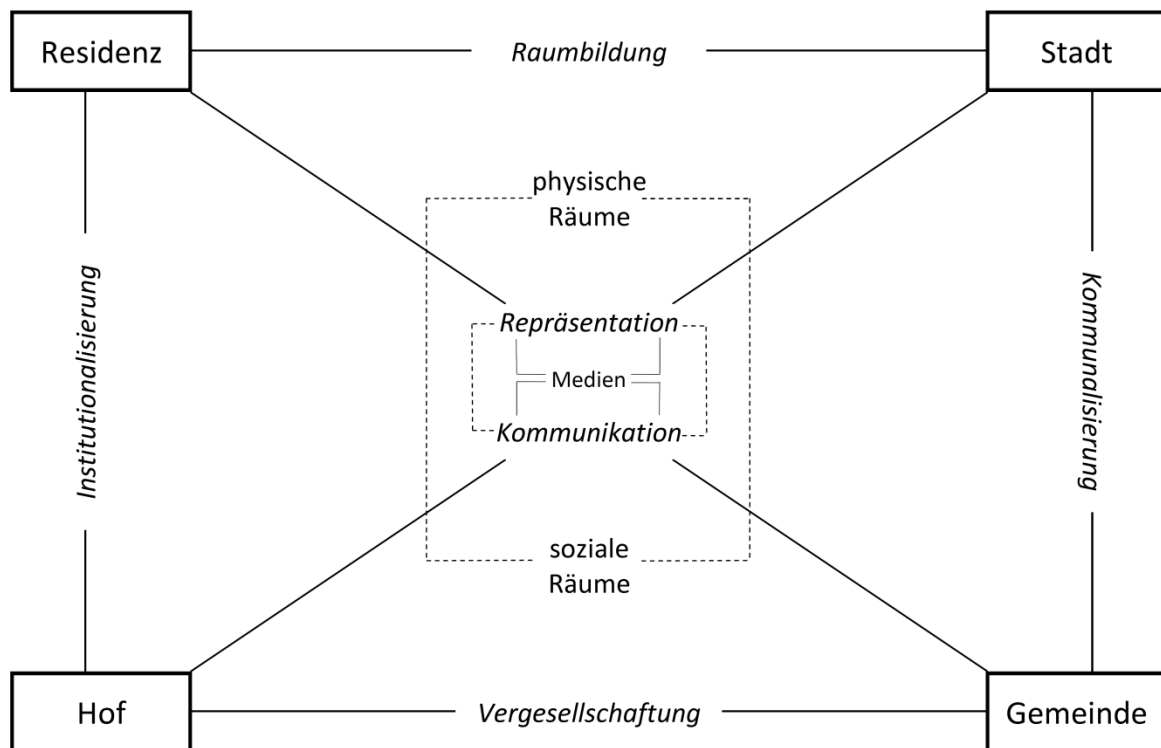 Residenz
Raumbildung
Stadt
physische
Räume
Institutionalisierung
Repräsentation
Medien
Kommunikation
Kommunalisierung
soziale
Räume
Hof
Vergesellschaftung
Gemeinde